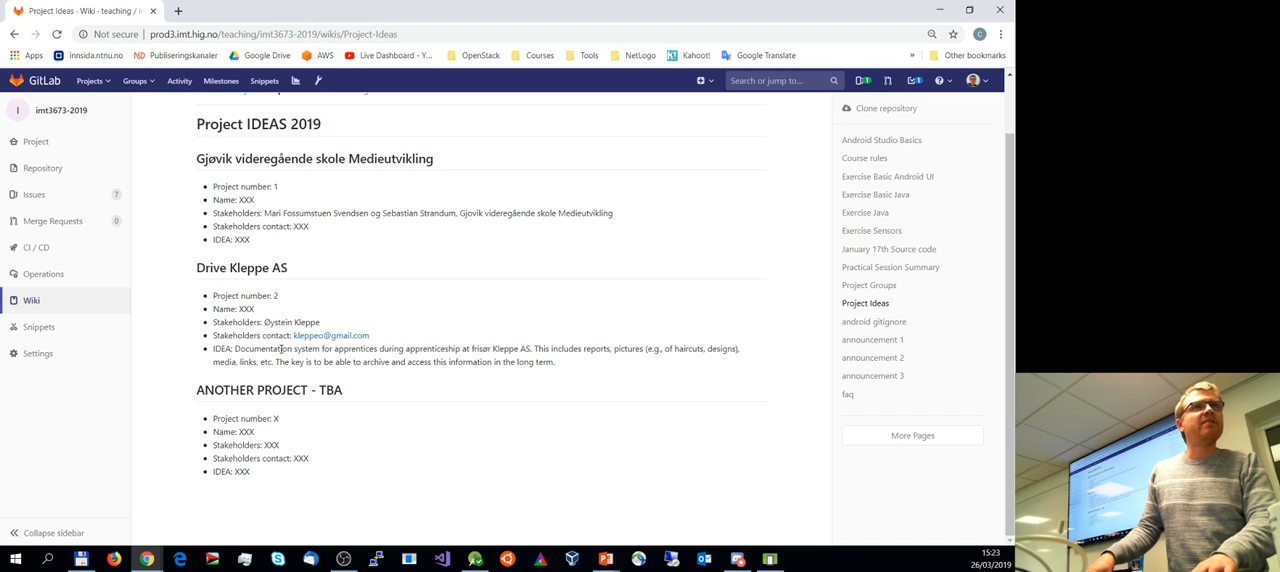 Project Ideas · Wiki · teaching / i
Not secure | prod3.imt.hig.no/teaching/imt3673-2019/wikis/Project-Ideas
Apps innsida.ntnu.no Publiseringskanaler Google Drive AWS Live Dashboard - Y... OpenStack Courses Tools NetLogo Kahoot! Google Translate » Other bookmarks
GitLab Projects Groups Activity Milestones Snippets Search or jump to... 1 1
I imt3673-2019
Project
Repository
Issues 7
Merge Requests 0
CI / CD
Operations
Wiki
Snippets
Settings
Collapse sidebar
Project IDEAS 2019
Gjøvik videregående skole Medieutvikling
Project number: 1
Name: XXX
Stakeholders: Mari Fossumstuen Svendsen og Sebastian Strandum, Gjovik videregående skole Medieutvikling
Stakeholders contact: XXX
IDEA: XXX
Drive Kleppe AS
Project number: 2
Name: XXX
Stakeholders: Øystein Kleppe
Stakeholders contact: kleppeo@gmail.com
IDEA: Documentation system for apprentices during apprenticeship at frisør Kleppe AS. This includes reports, pictures (e.g., of haircuts, designs),
media, links, etc. The key is to be able to archive and access this information in the long term.
ANOTHER PROJECT - TBA
Project number: X
Name: XXX
Stakeholders: XXX
Stakeholders contact: XXX
IDEA: XXX
Clone repository
Android Studio Basics
Course rules
Exercise Basic Android UI
Exercise Basic Java
Exercise Java
Exercise Sensors
January 17th Source code
Practical Session Summary
Project Groups
Project Ideas
android gitignore
announcement 1
announcement 2
announcement 3
faq
More Pages
15:23
26/03/2019